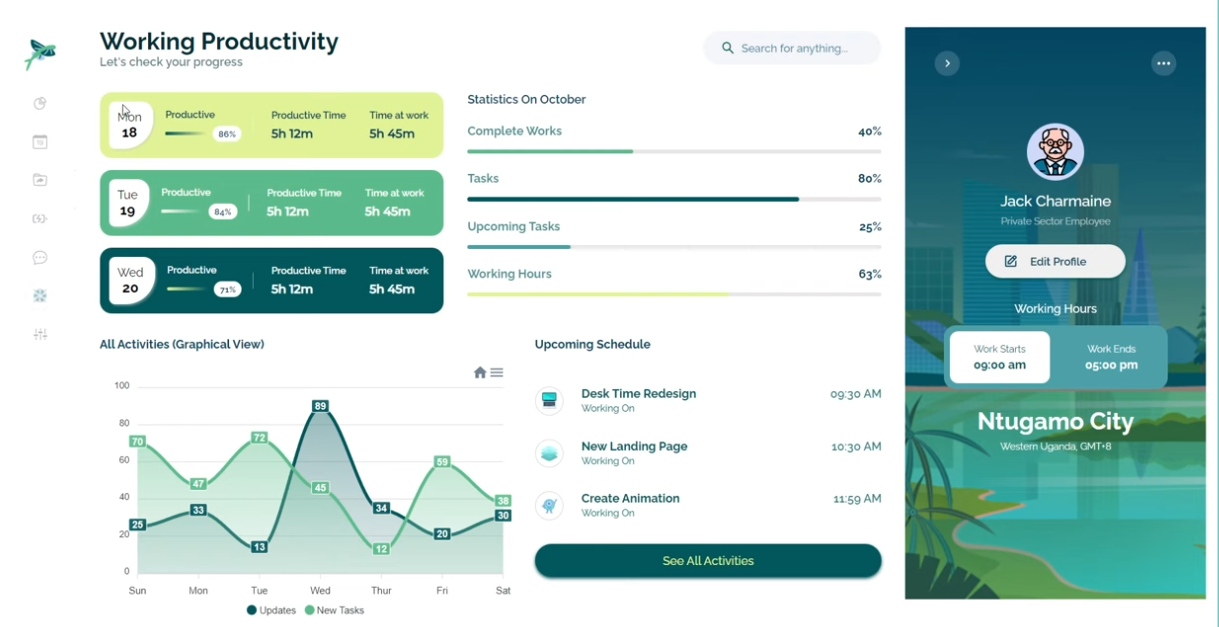 Working Productivity
Let's check your progress
Search for anything...
Mon
18
Productive
86%
Productive Time
5h 12m
Time at work
5h 45m
Tue
19
Productive
84%
Productive Time
5h 12m
Time at work
5h 45m
Wed
20
Productive
71%
Productive Time
5h 12m
Time at work
5h 45m
Statistics On October
Complete Works 40%
Tasks 80%
Upcoming Tasks 25%
Working Hours 63%
All Activities (Graphical View)
100
80
60
40
20
0
70
47
72
45
12
59
38
25
33
13
89
34
20
30
Sun Mon Tue Wed Thur Fri Sat
Updates New Tasks
Upcoming Schedule
Desk Time Redesign 09:30 AM
Working On
New Landing Page 10:30 AM
Working On
Create Animation 11:59 AM
Working On
See All Activities
Jack Charmaine
Private Sector Employee
Edit Profile
Working Hours
Work Starts
09:00 am
Work Ends
05:00 pm
Ntugamo City
Western Uganda, GMT+8